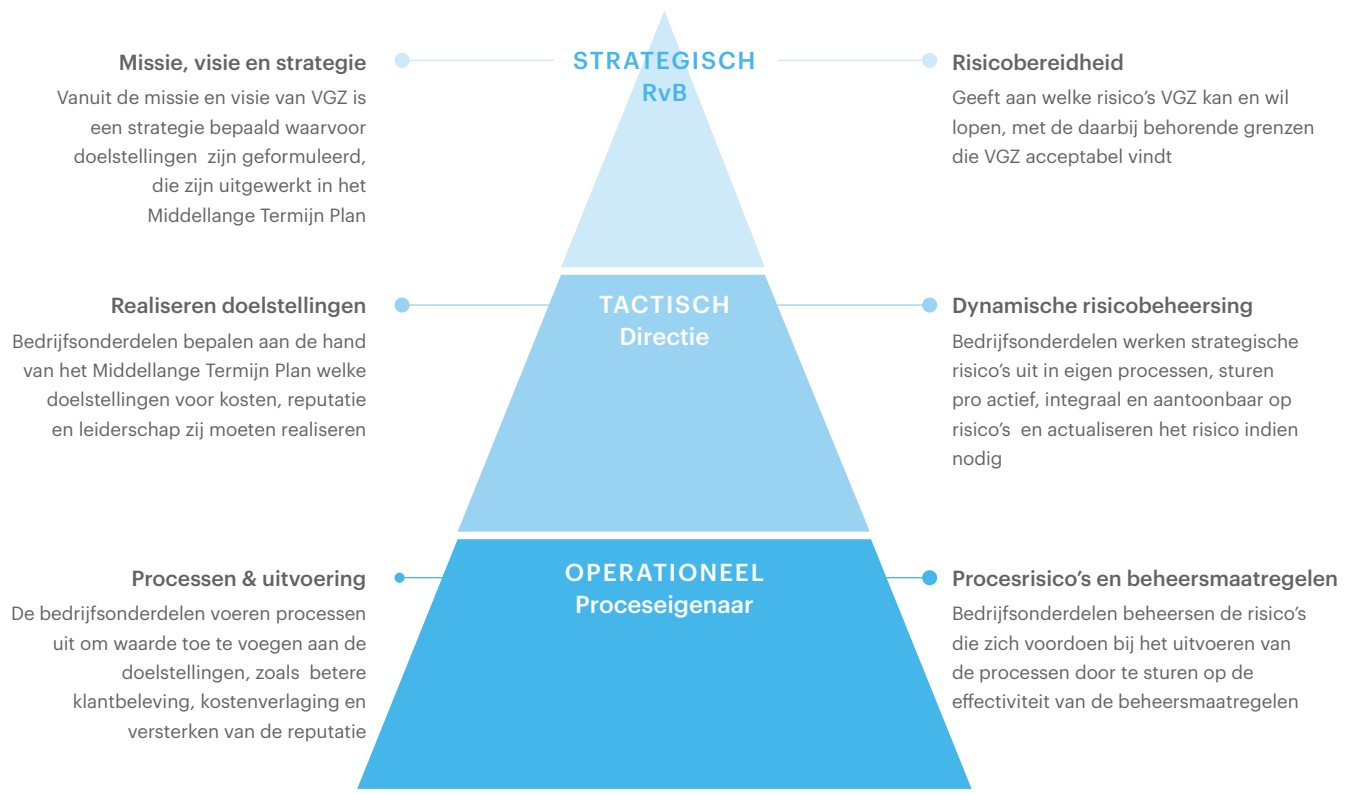 Missie, visie en strategie
Vanuit de missie en visie van VGZ is
een strategie bepaald waarvoor
doelstellingen zijn geformuleerd,
die zijn uitgewerkt in het
Middellange Termijn Plan
STRATEGISCH
RvB
Risicobereidheid
Geeft aan welke risico’s VGZ kan en wil
lopen, met de daarbij behorende grenzen
die VGZ acceptabel vindt
Realiseren doelstellingen
Bedrijfsonderdelen bepalen aan de hand
van het Middellange Termijn Plan welke
doelstellingen voor kosten, reputatie
en leiderschap zij moeten realiseren
TACTISCH
Directie
Dynamische risicobeheersing
Bedrijfsonderdelen werken strategische
risico’s uit in eigen processen, sturen
pro actief, integraal en aantoonbaar op
risico’s en actualiseren het risico indien
nodig
Processen & uitvoering
De bedrijfsonderdelen voeren processen
uit om waarde toe te voegen aan de
doelstellingen, zoals betere
klantbeleving, kostenverlaging en
versterken van de reputatie
OPERATIONEEL
Proceseigenaar
Procesrisico’s en beheersmaatregelen
Bedrijfsonderdelen beheersen de risico’s
die zich voordoen bij het uitvoeren van
de processen door te sturen op de
effectiviteit van de beheersmaatregelen